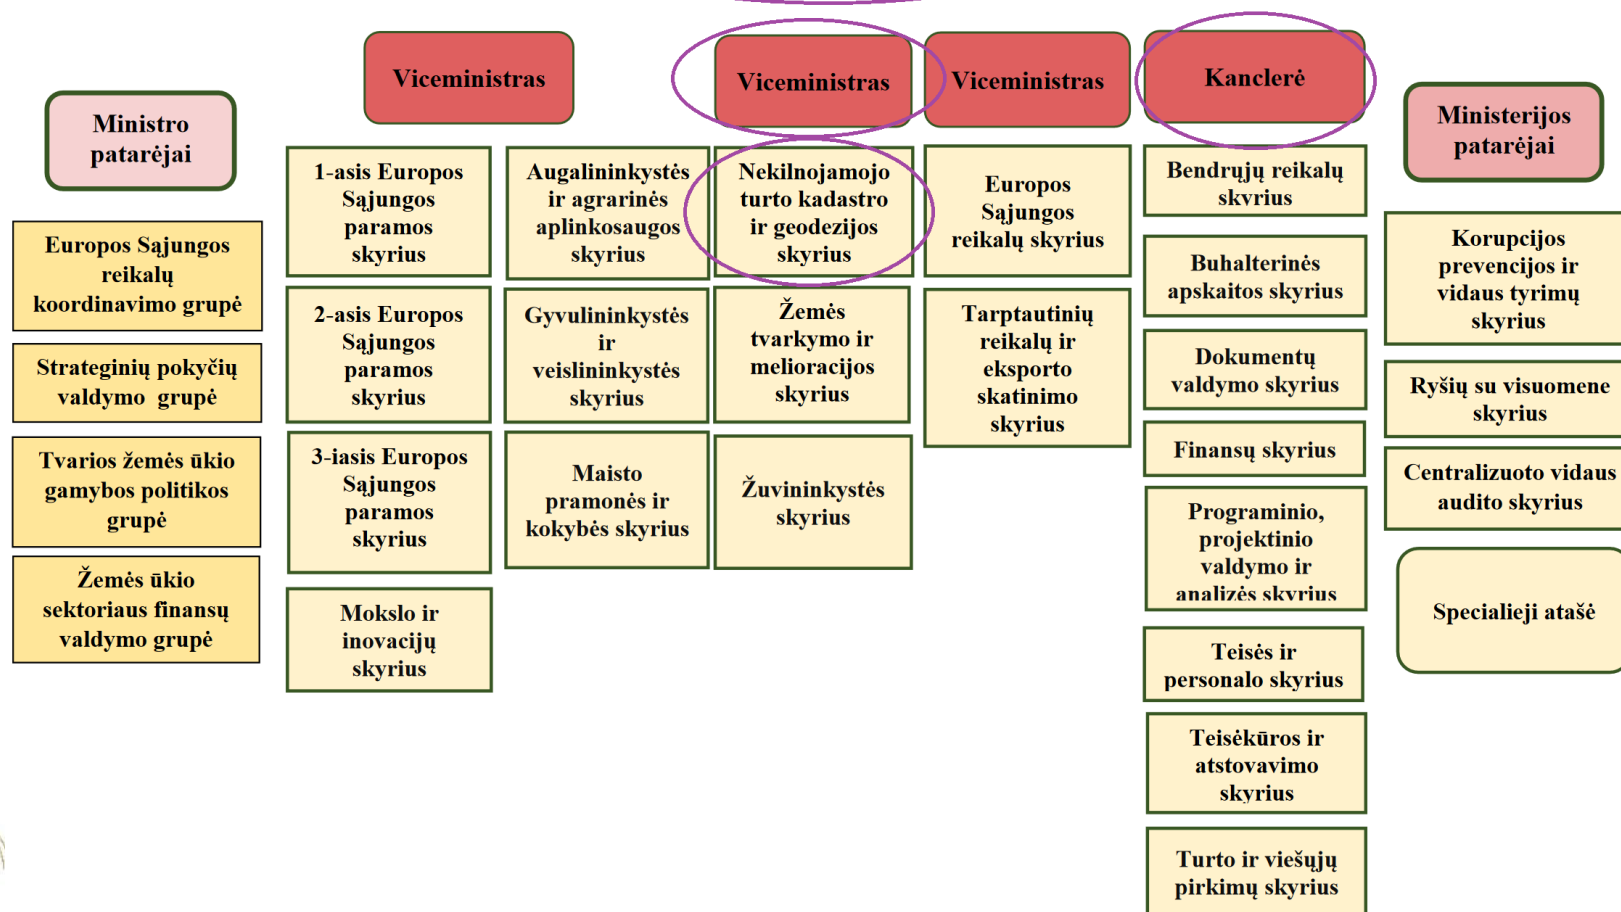 Ministro
patarėjai
Europos Sąjungos
reikalų
koordinavimo grupė
Strateginių pokyčių
valdymo grupė
Tvarios žemės ūkio
gamybos politikos
grupė
Žemės ūkio
sektoriaus finansų
valdymo grupė
Viceministras
1-asis Europos
Sąjungos
paramos
skyrius
2-asis Europos
Sąjungos
paramos
skyrius
3-iasis Europos
Sąjungos
paramos
skyrius
Mokslo ir
inovacijų
skyrius
Augalininkystės
ir agrarinės
aplinkosaugos
skyrius
Gyvulininkystės
ir
veislininkystės
skyrius
Maisto
pramonės ir
kokybės skyrius
Viceministras
Nekilnojamojo
turto kadastro
ir geodezijos
skyrius
Žemės
tvarkymo ir
melioracijos
skyrius
Žuvininkystės
skyrius
Viceministras
Europos
Sąjungos
reikalų skyrius
Tarptautinių
reikalų ir
eksporto
skatinimo
skyrius
Kanclerė
Bendrųjų reikalų
skyrius
Buhalterinės
apskaitos skyrius
Dokumentų
valdymo skyrius
Finansų skyrius
Programinio,
projektinio
valdymo ir
analizės skyrius
Teisės ir
personalo skyrius
Teisėkūros ir
atstovavimo
skyrius
Turto ir viešųjų
pirkimų skyrius
Ministerijos
patarėjai
Korupcijos
prevencijos ir
vidaus tyrimų
skyrius
Ryšių su visuomene
skyrius
Centralizuoto vidaus
audito skyrius
Specialieji atašė